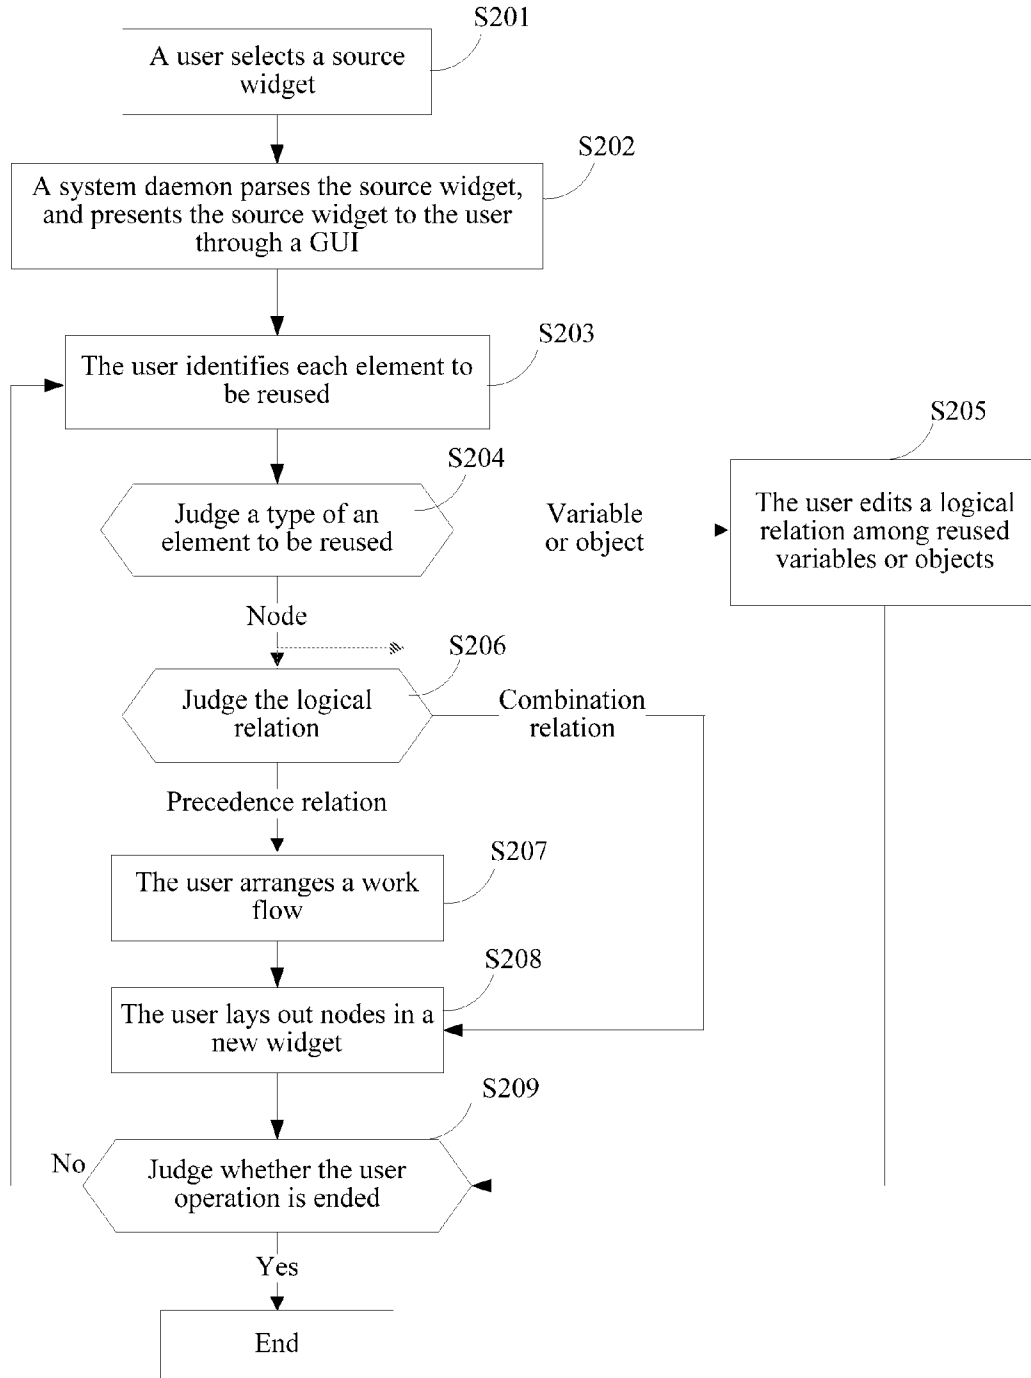 S201
A user selects a source
widget
S202
A system daemon parses the source widget,
and presents the source widget to the user
through a GUI
S203
The user identifies each element to
be reused
S204
Judge a type of an
element to be reused
Variable
or object
S205
The user edits a logical
relation among reused
variables or objects
Node
S206
Judge the logical
relation
Combination
relation
Precedence relation
S207
The user arranges a work
flow
S208
The user lays out nodes in a
new widget
S209
No
Judge whether the user
operation is ended
Yes
End